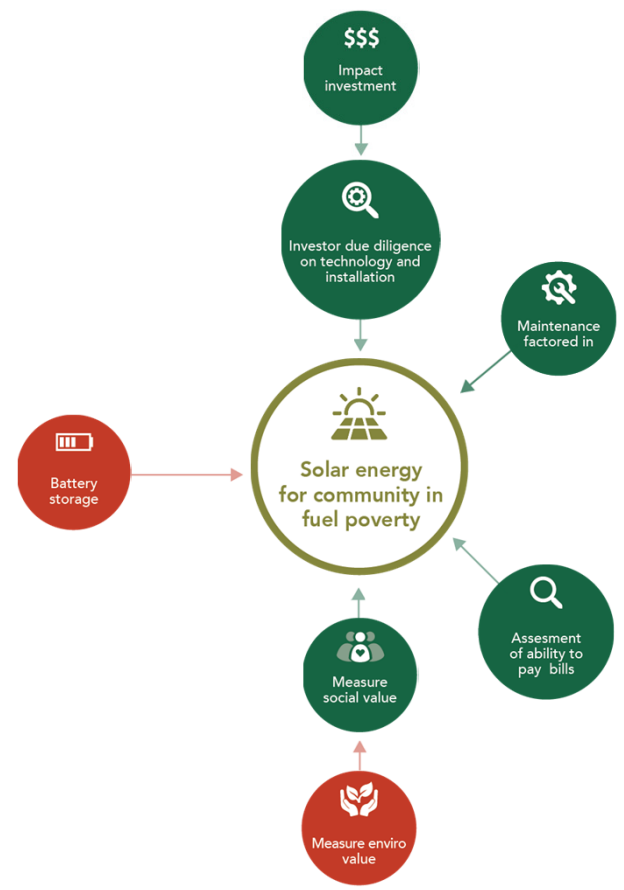 $$$
Impact
investment
Investor due diligence
on technology and
installation
Maintenance
factored in
Solar energy
for community in
fuel poverty
Battery
storage
Assesment
of ability to
pay bills
Measure
social value
Measure enviro
value